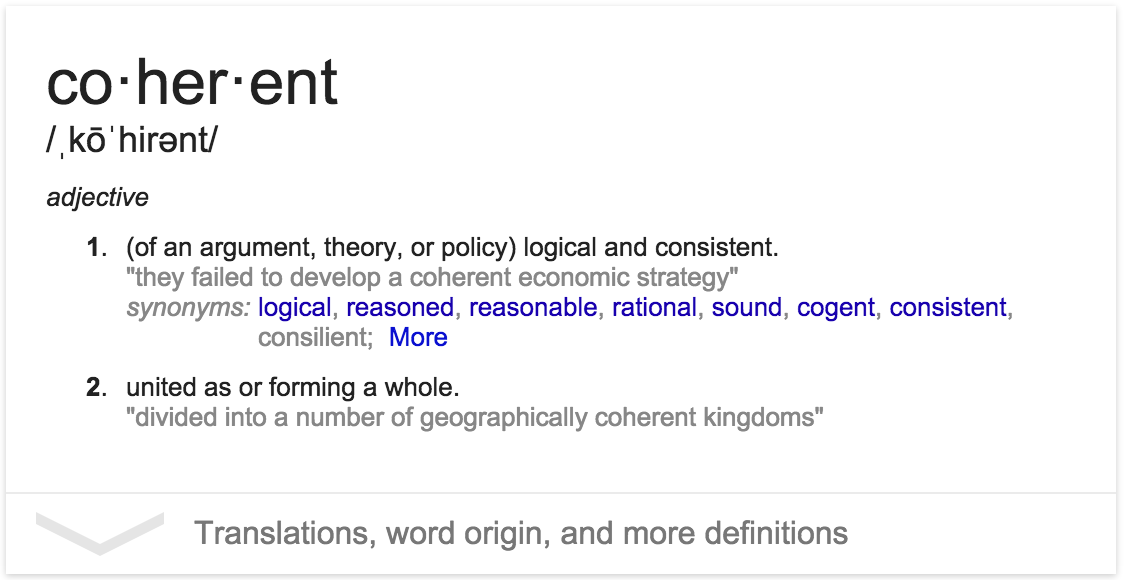 co·her·ent
/ˌkōˈhirənt/
adjective
1. (of an argument, theory, or policy) logical and consistent.
"they failed to develop a coherent economic strategy"
synonyms: logical, reasoned, reasonable, rational, sound, cogent, consistent,
consilient; More
2. united as or forming a whole.
"divided into a number of geographically coherent kingdoms"
Translations, word origin, and more definitions